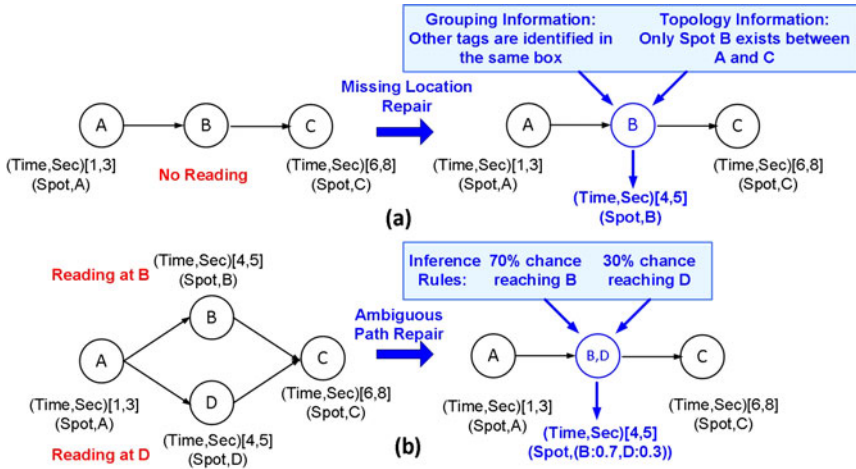 Grouping Information:
Other tags are identified in
the same box
Topology Information:
Only Spot B exists between
A and C
Missing Location
Repair
A
B
C
(Time,Sec)[1,3]
(Spot,A)
No Reading
(Time,Sec)[6,8]
(Spot,C)
A
B
C
(Time,Sec)[1,3]
(Spot,A)
(Time,Sec)[4,5]
(Spot,B)
(Time,Sec)[6,8]
(Spot,C)
(a)
Reading at B
(Time,Sec)[4,5]
(Spot,B)
B
A
C
D
(Time,Sec)[1,3]
(Spot,A)
(Time,Sec)[6,8]
(Spot,C)
Reading at D
(Time,Sec)[4,5]
(Spot,D)
Ambiguous
Path Repair
Inference
Rules:
70% chance
reaching B
30% chance
reaching D
A
B,D
C
(Time,Sec)[1,3]
(Spot,A)
(Time,Sec)[6,8]
(Spot,C)
(Time,Sec)[4,5]
(Spot,(B:0.7,D:0.3))
(b)